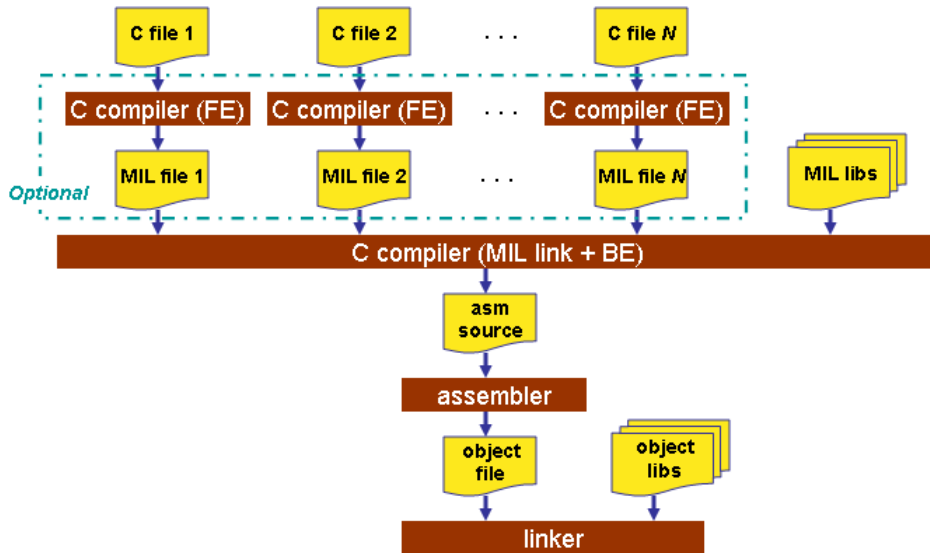 C file 1
C file 2
. . .
C file N
C compiler (FE)
C compiler (FE)
. . .
C compiler (FE)
MIL file 1
MIL file 2
. . .
MIL file N
MIL libs
Optional
C compiler (MIL link + BE)
asm
source
assembler
object
file
object
libs
linker